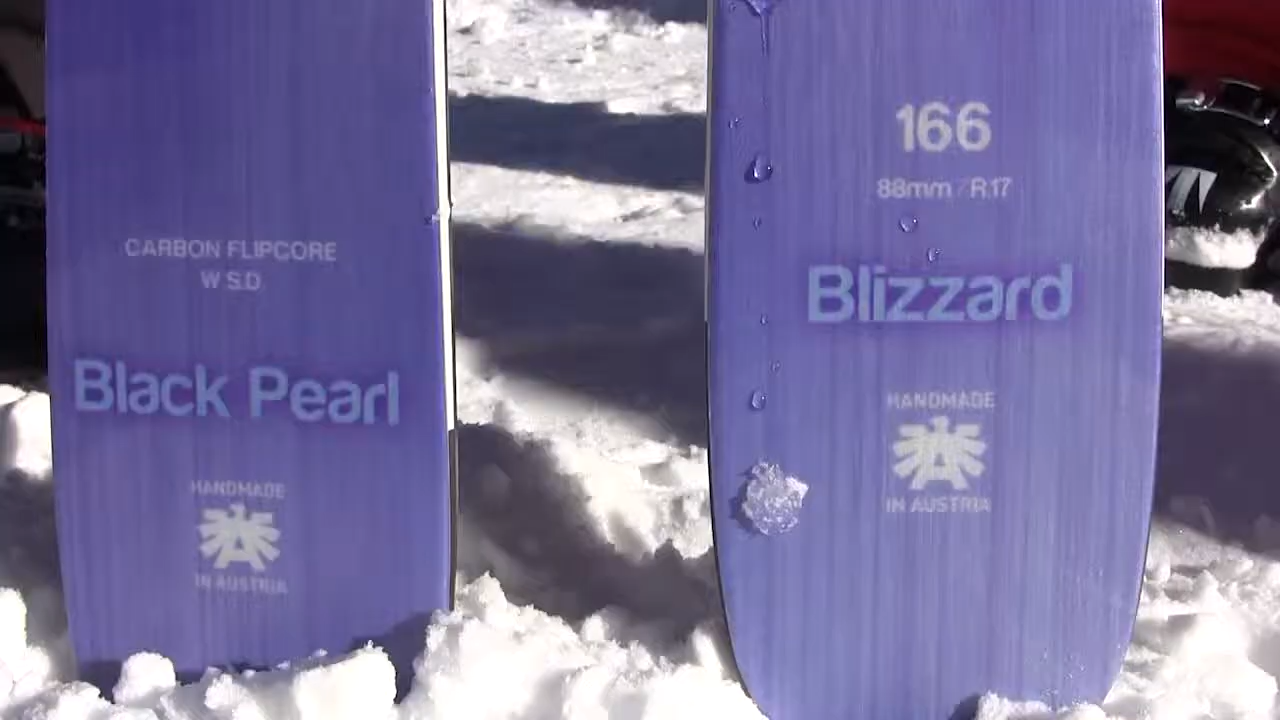 CARBON FLIPCORE
W.S.D.
Black Pearl
HANDMADE
IN AUSTRIA
166
88mm / R.17
Blizzard
HANDMADE
IN AUSTRIA